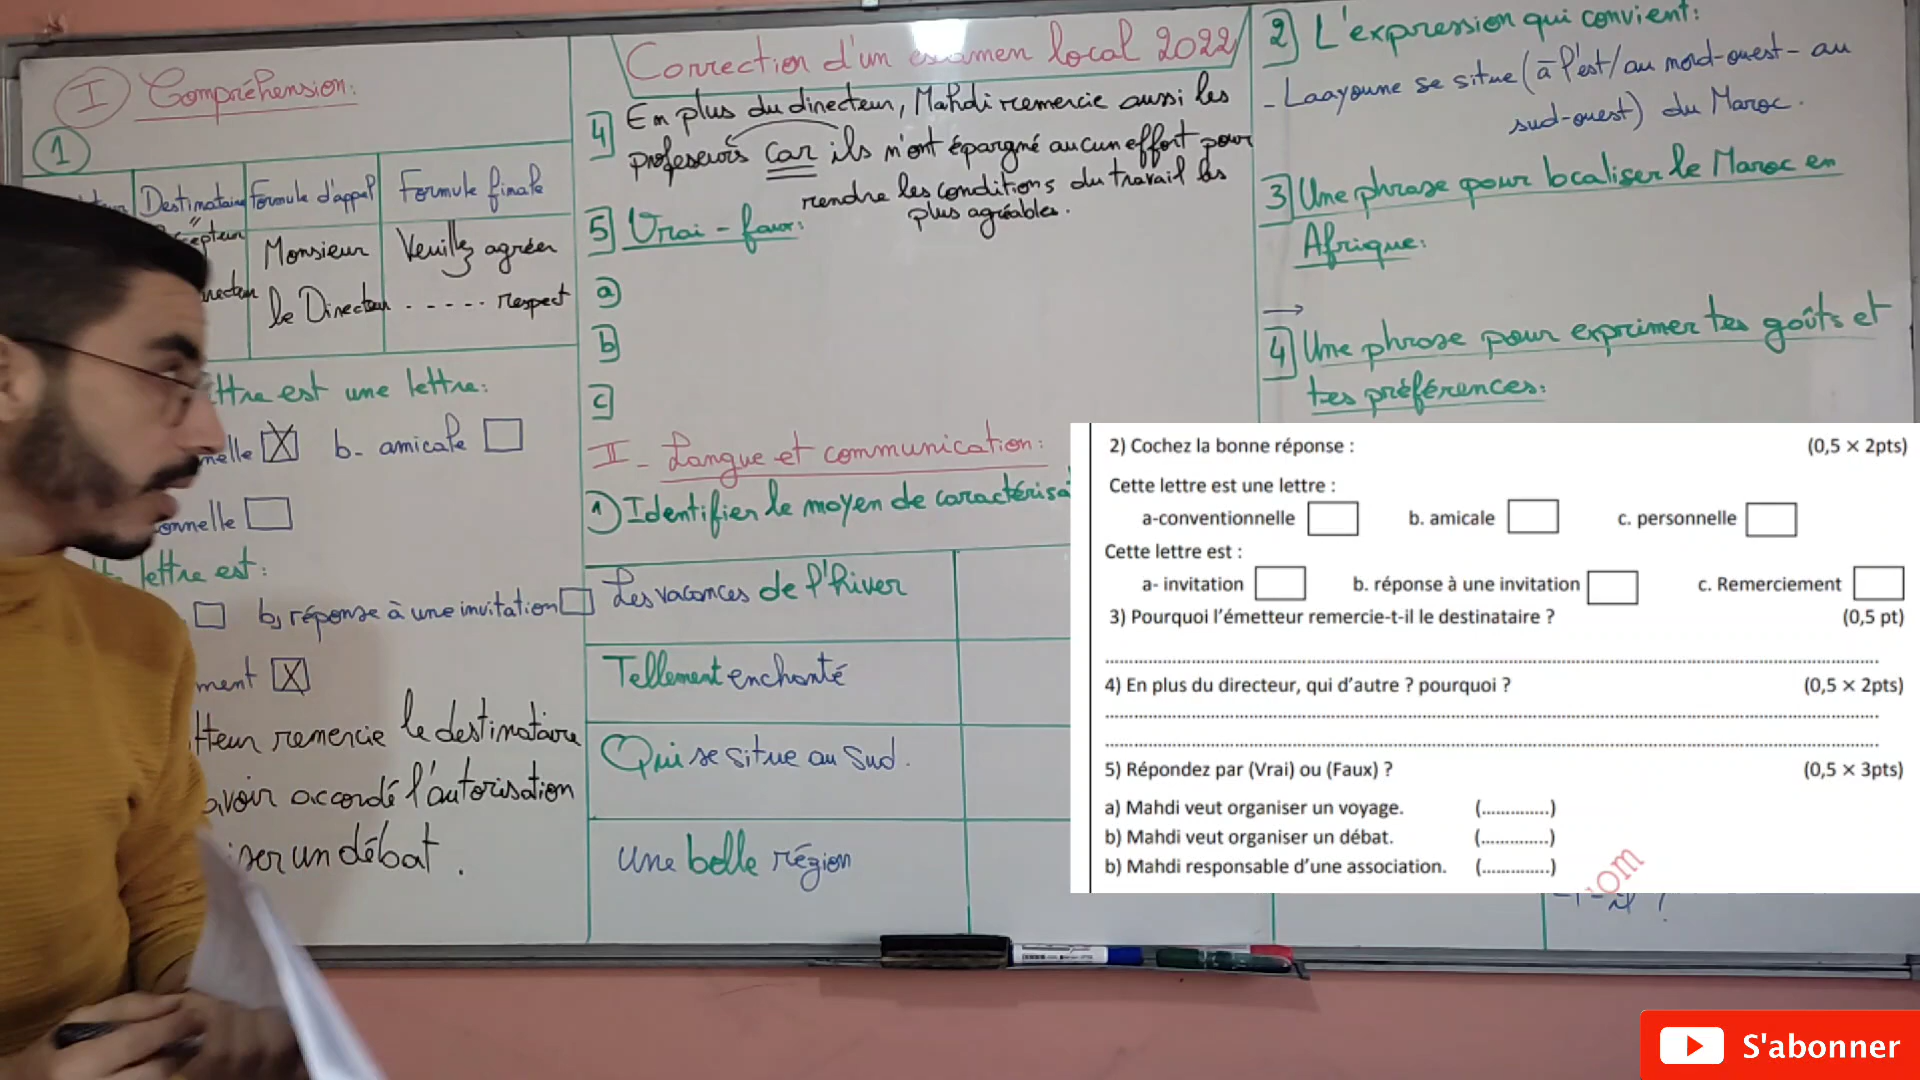 I Compréhension:
1
Destinataire
Formule d'appel
Formule finale
Monsieur
le Directeur
Veuillez agréer
..... respect
est une lettre:
X b- amicale
lettre est:
b, réponse à une invitation
X
remercie le destinataire
avoir accordé l'autorisation
un débat.
Correction d'un examen local 2022
4 En plus du directeur, Mahdi remercie aussi les
profeseurs car ils n'ont épargné aucun effort pour
rendre les conditions du travail les
plus agréables.
5 Vrai - faux:
a
b
c
II - Langue et communication:
1) Identifier le moyen de
Les vacances de l'hiver
Tellement enchanté
Qui se situe au Sud.
une belle région
2 L'expression qui convient:
- Laayoune se situe (à l'est/au nord-ouest - au
sud-ouest) du Maroc.
3 Une phrase pour localiser le Maroc en
Afrique:
→
4 Une phrase pour exprimer tes goûts et
tes préférences:
2) Cochez la bonne réponse : (0,5 × 2pts)
Cette lettre est une lettre :
a-conventionnelle b. amicale c. personnelle
Cette lettre est :
a- invitation b. réponse à une invitation c. Remerciement
3) Pourquoi l'émetteur remercie-t-il le destinataire ? (0,5 pt)
4) En plus du directeur, qui d'autre ? pourquoi ? (0,5 × 2pts)
5) Répondez par (Vrai) ou (Faux) ? (0,5 × 3pts)
a) Mahdi veut organiser un voyage. (..............)
b) Mahdi veut organiser un débat. (..............)
b) Mahdi responsable d'une association. (..............)
S'abonner